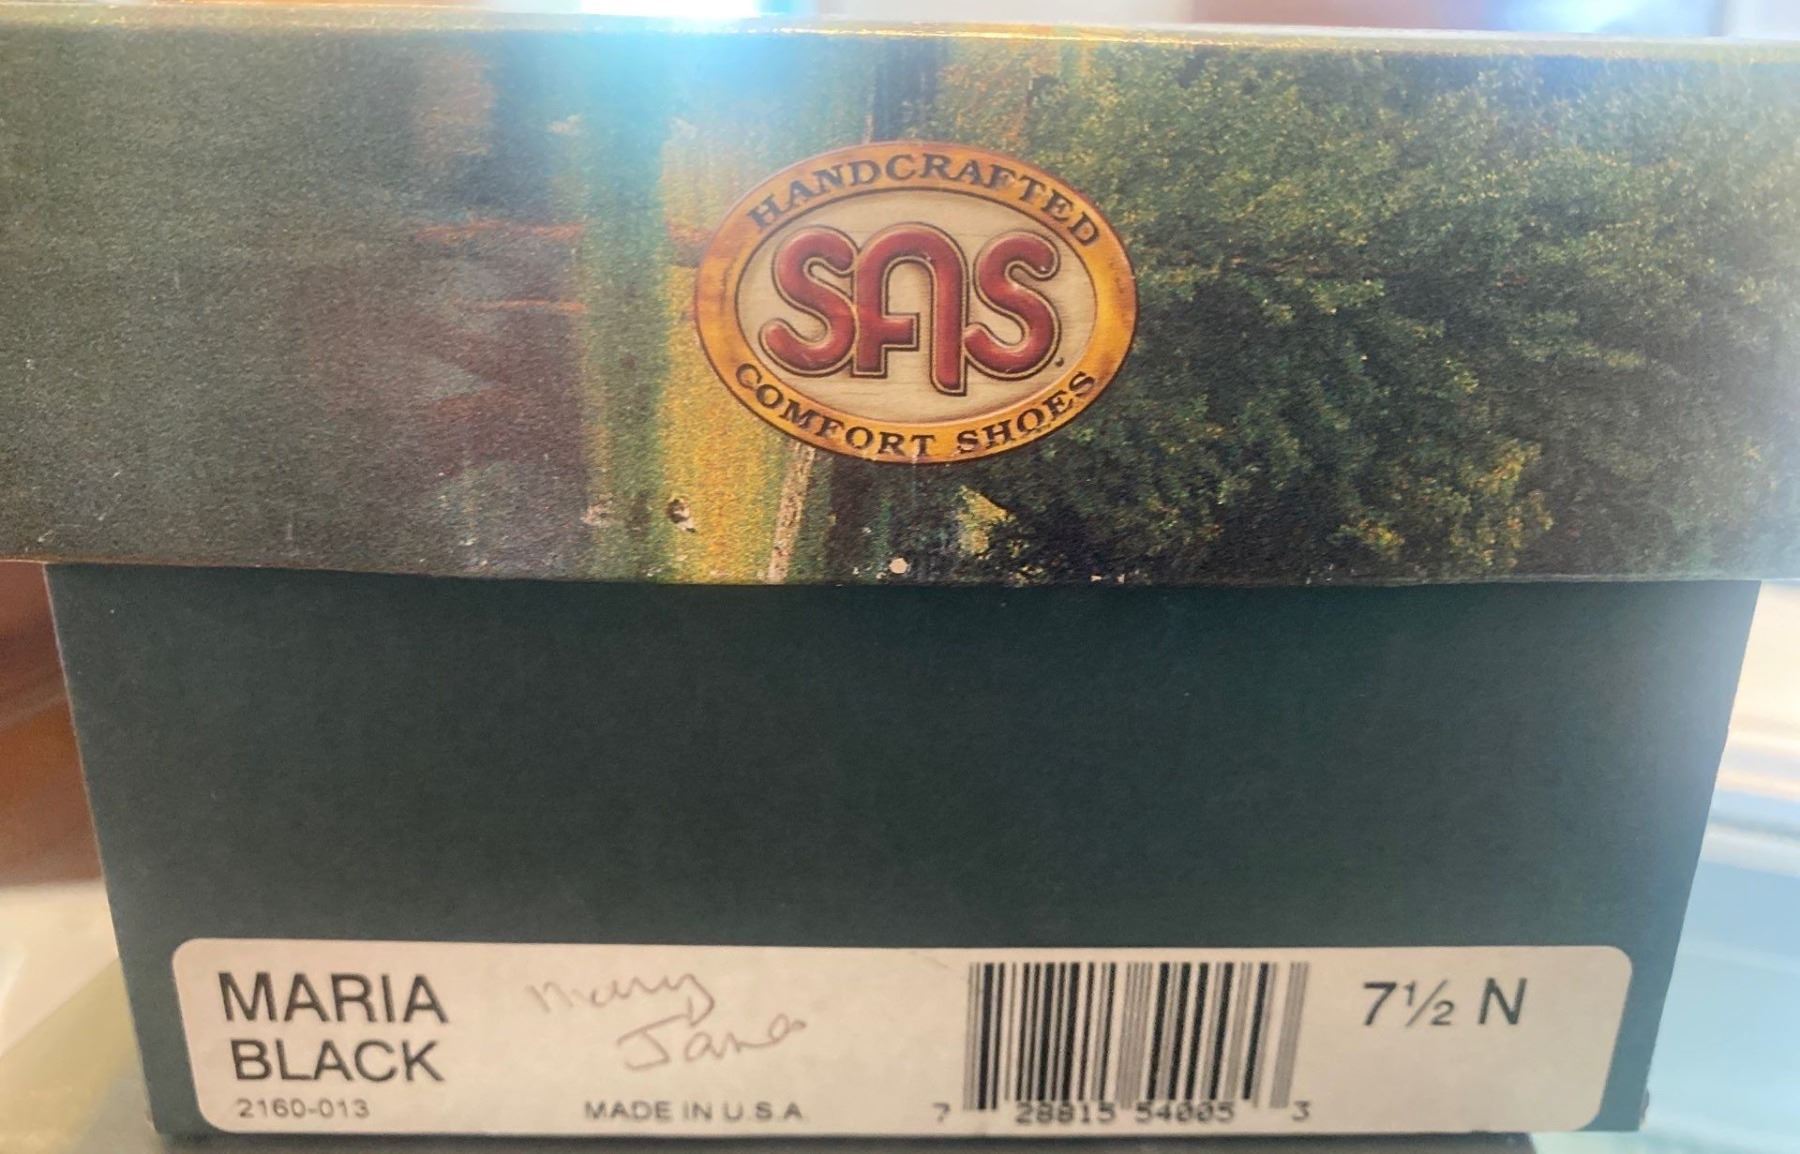 HANDCRAFTED
SAS
COMFORT SHOES
MARIA
BLACK
2160-013
Mary
Jane
MADE IN U.S.A
7 28815 54005 3
7½ N